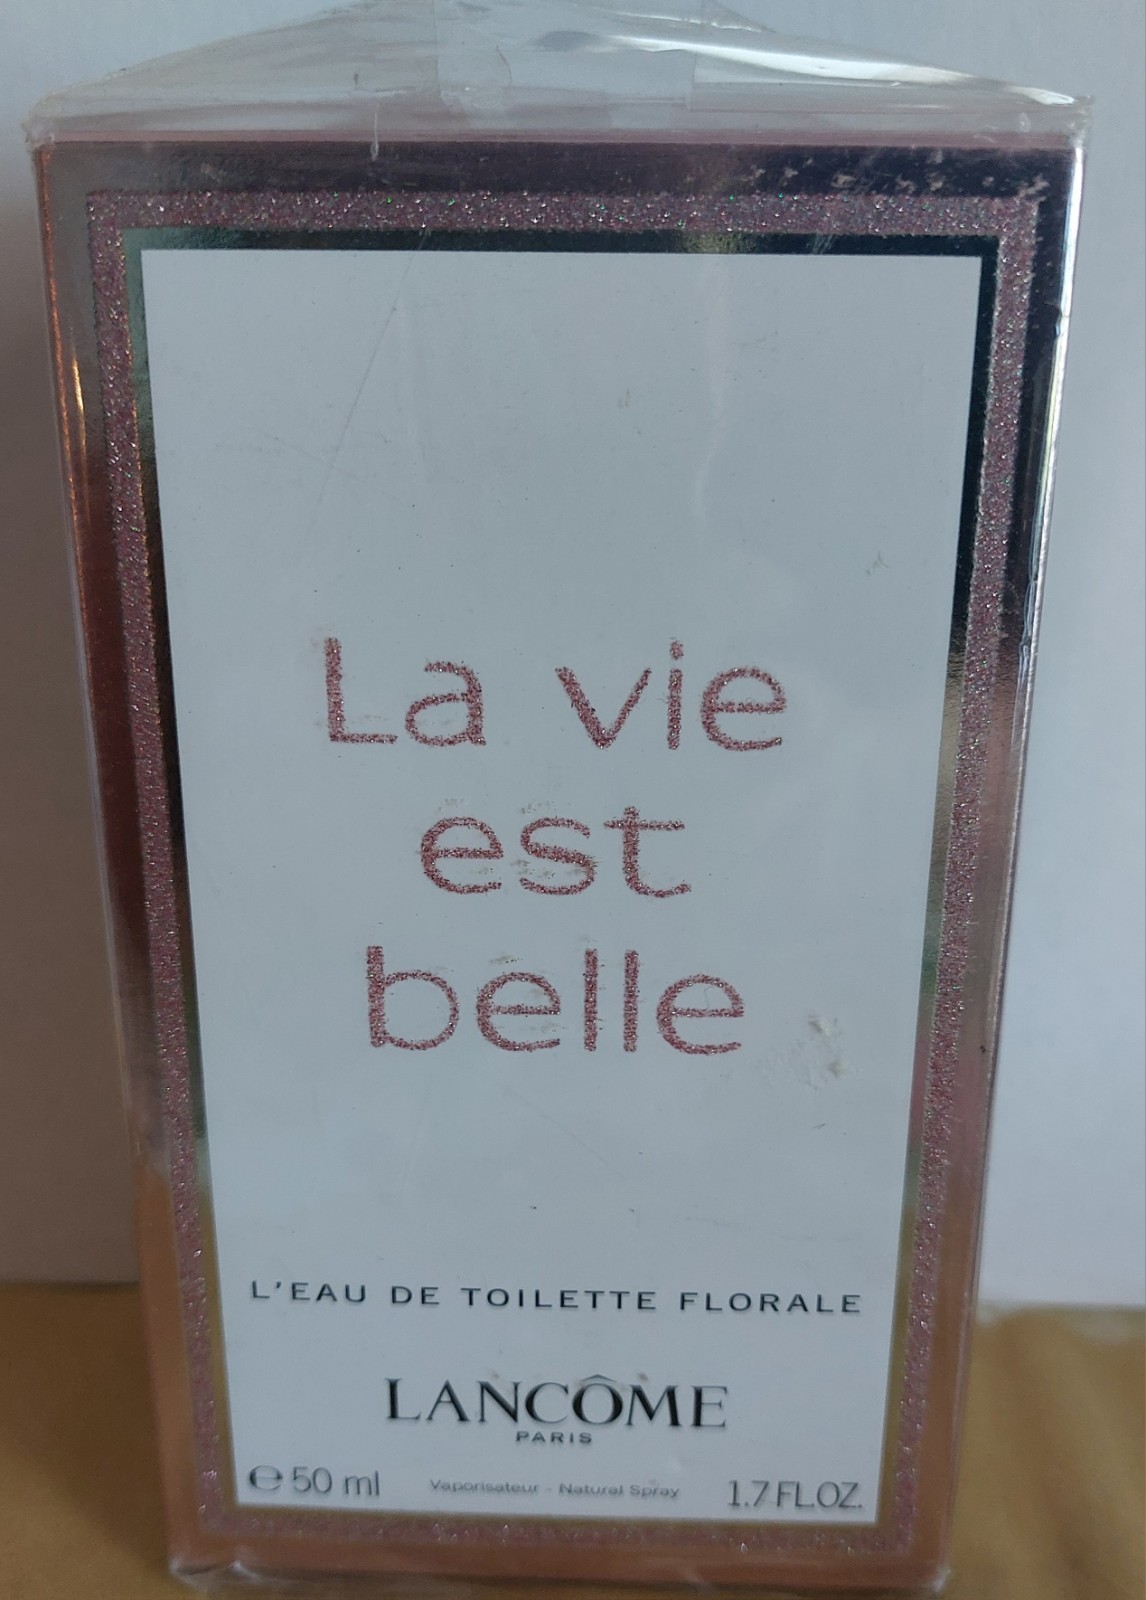 La vie
est
belle
L'EAU DE TOILETTE FLORALE
LANCÔME
PARIS
℮ 50 ml Vaporisateur - Natural Spray 1.7 FL.OZ.